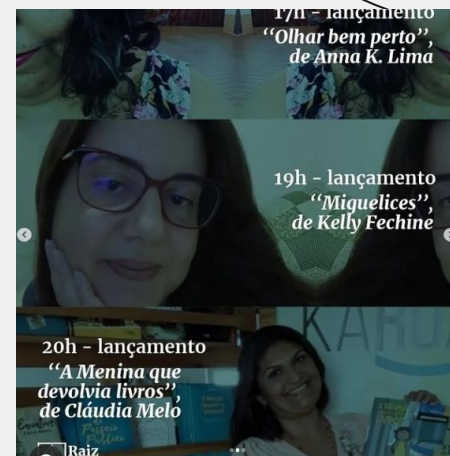 17h - lançamento
“Olhar bem perto”,
de Anna K. Lima
19h - lançamento
“Miguelices”,
de Kelly Fechine
20h - lançamento
“A Menina que
devolvia livros”,
de Cláudia Melo
Raiz